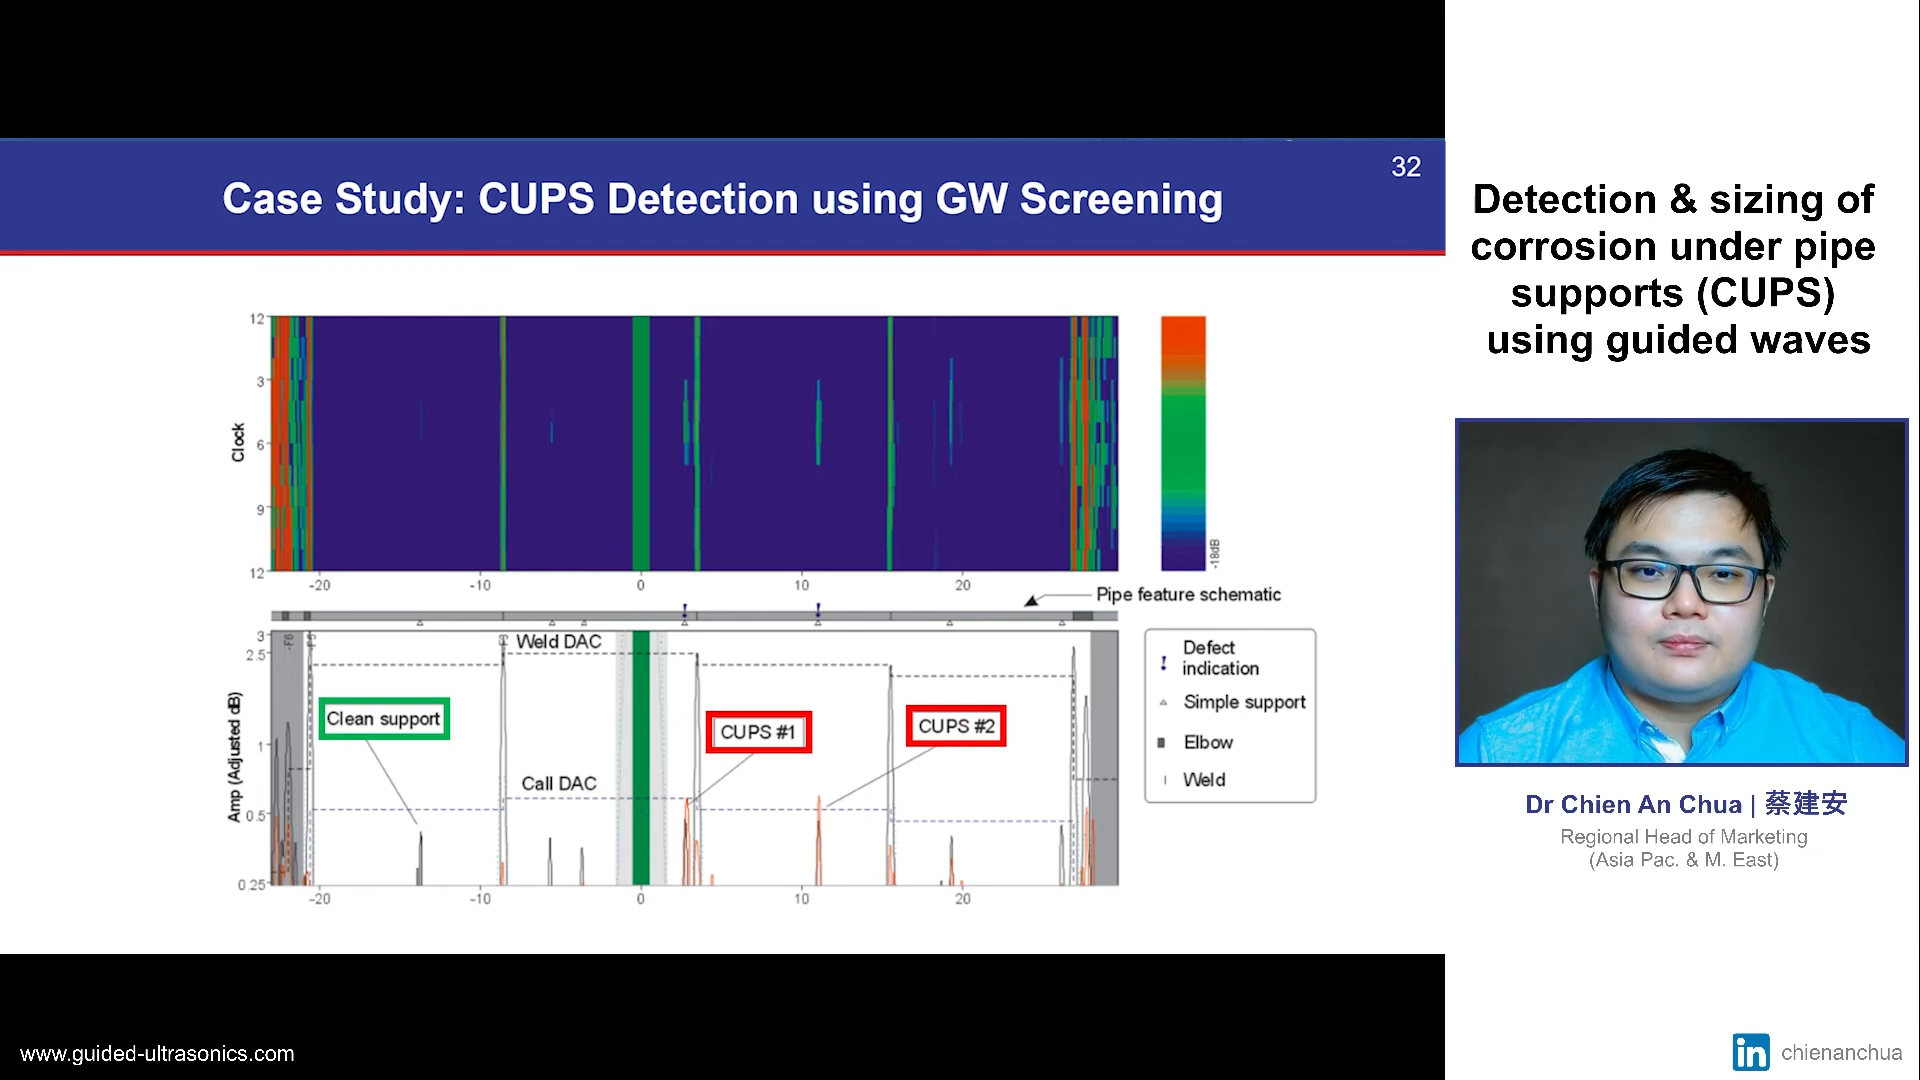 32
Case Study: CUPS Detection using GW Screening
Detection & sizing of
corrosion under pipe
supports (CUPS)
using guided waves
12
3
6
9
12
Clock
-20
-10
0
10
20
-18dB
Pipe feature schematic
3
2.5
1
0.5
0.25
Amp (Adjusted dB)
-F6
Weld DAC
Clean support
CUPS #1
CUPS #2
Call DAC
-20
-10
0
10
20
Defect
indication
Simple support
Elbow
Weld
Dr Chien An Chua | 蔡建安
Regional Head of Marketing
(Asia Pac. & M. East)
www.guided-ultrasonics.com
in chienanchua